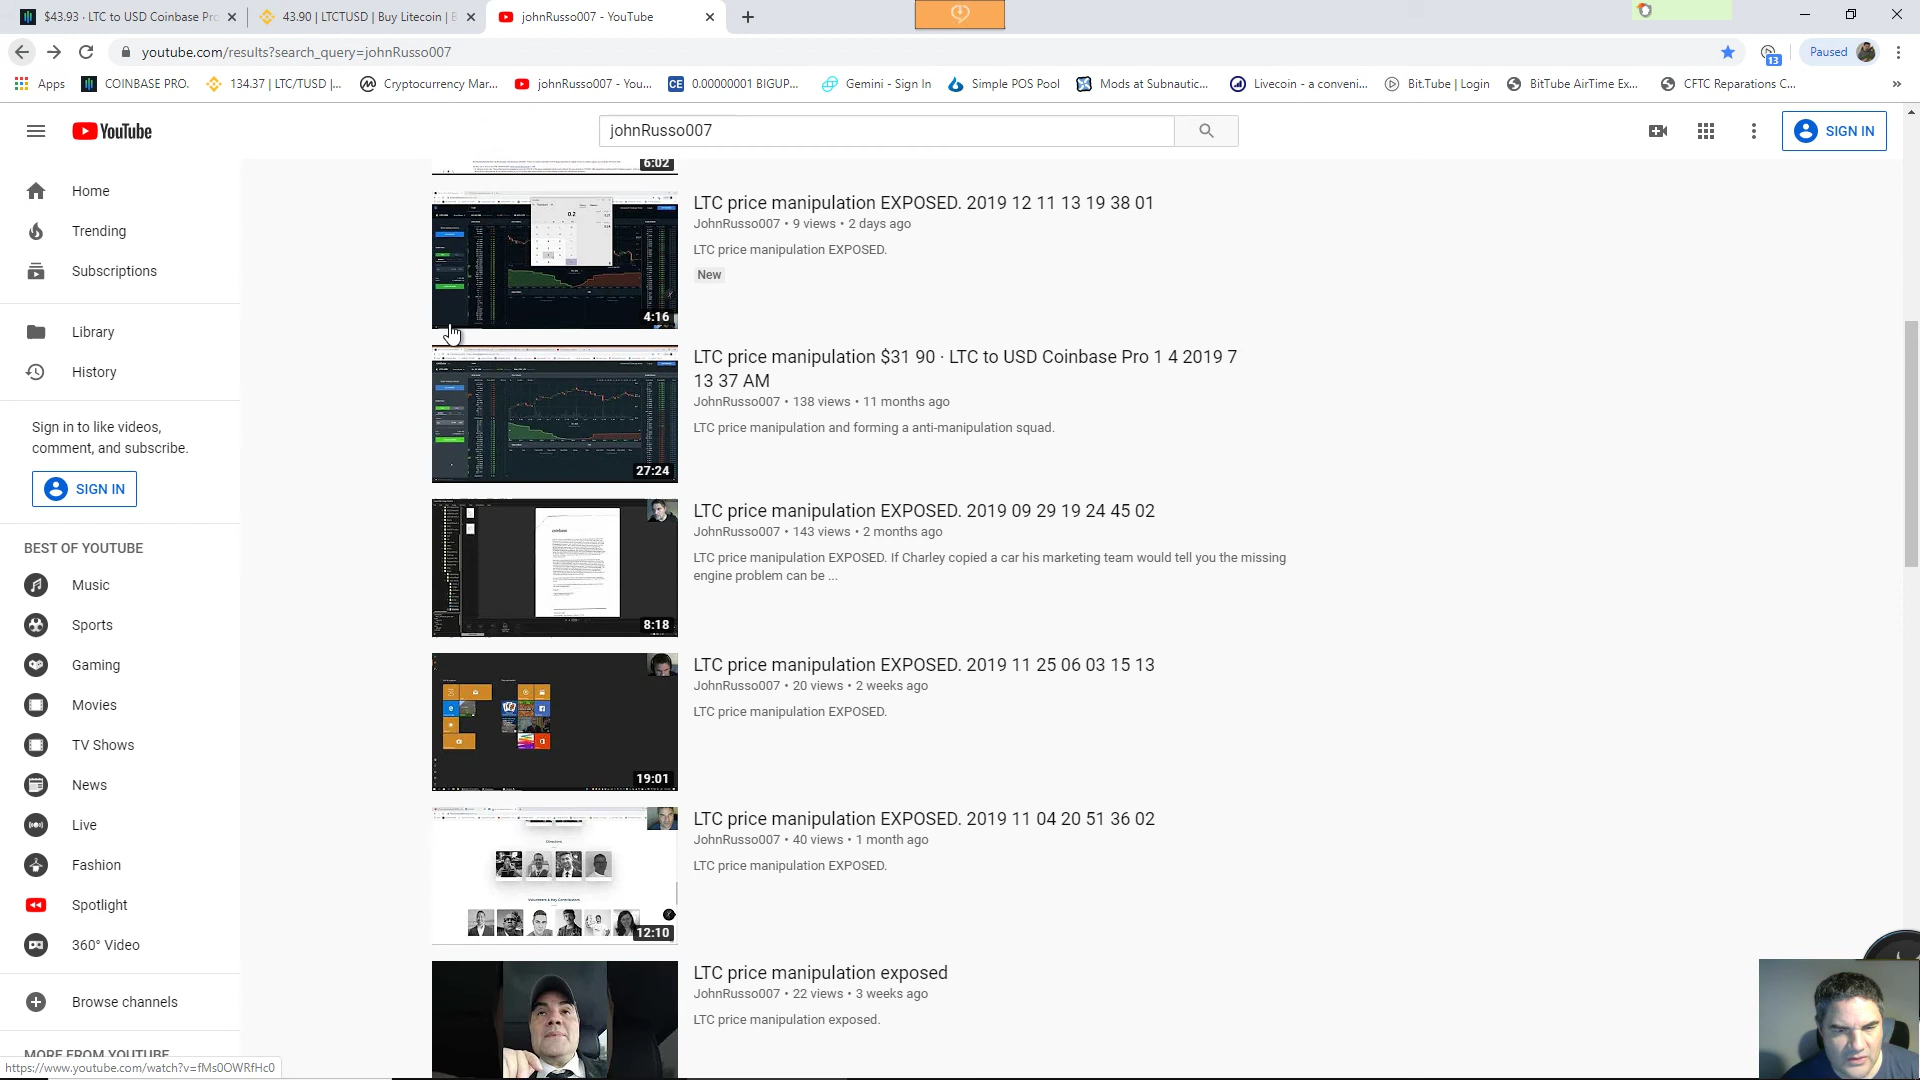 $43.93 · LTC to USD Coinbase Pro
43.90 | LTCTUSD | Buy Litecoin | B
johnRusso007 - YouTube
youtube.com/results?search_query=johnRusso007
13
Paused
Apps
COINBASE PRO.
134.37 | LTC/TUSD |...
Cryptocurrency Mar...
johnRusso007 - You...
CE
0.00000001 BIGUP...
Gemini - Sign In
Simple POS Pool
Mods at Subnautic...
Livecoin - a conveni...
Bit.Tube | Login
BitTube AirTime Ex...
CFTC Reparations C...
»
YouTube
johnRusso007
SIGN IN
Home
Trending
Subscriptions
Library
History
Sign in to like videos,
comment, and subscribe.
SIGN IN
BEST OF YOUTUBE
Music
Sports
Gaming
Movies
TV Shows
News
Live
Fashion
Spotlight
360° Video
Browse channels
MORE FROM YOUTUBE
https://www.youtube.com/watch?v=fMs0OWRfHc0
6:02
LTC price manipulation EXPOSED. 2019 12 11 13 19 38 01
JohnRusso007 • 9 views • 2 days ago
LTC price manipulation EXPOSED.
New
0.2
4:16
LTC price manipulation $31 90 · LTC to USD Coinbase Pro 1 4 2019 7
13 37 AM
JohnRusso007 • 138 views • 11 months ago
LTC price manipulation and forming a anti-manipulation squad.
27:24
LTC price manipulation EXPOSED. 2019 09 29 19 24 45 02
JohnRusso007 • 143 views • 2 months ago
LTC price manipulation EXPOSED. If Charley copied a car his marketing team would tell you the missing
engine problem can be ...
coinbase
8:18
LTC price manipulation EXPOSED. 2019 11 25 06 03 15 13
JohnRusso007 • 20 views • 2 weeks ago
LTC price manipulation EXPOSED.
19:01
LTC price manipulation EXPOSED. 2019 11 04 20 51 36 02
JohnRusso007 • 40 views • 1 month ago
LTC price manipulation EXPOSED.
Directors
Volunteers & Key Contributors
12:10
LTC price manipulation exposed
JohnRusso007 • 22 views • 3 weeks ago
LTC price manipulation exposed.